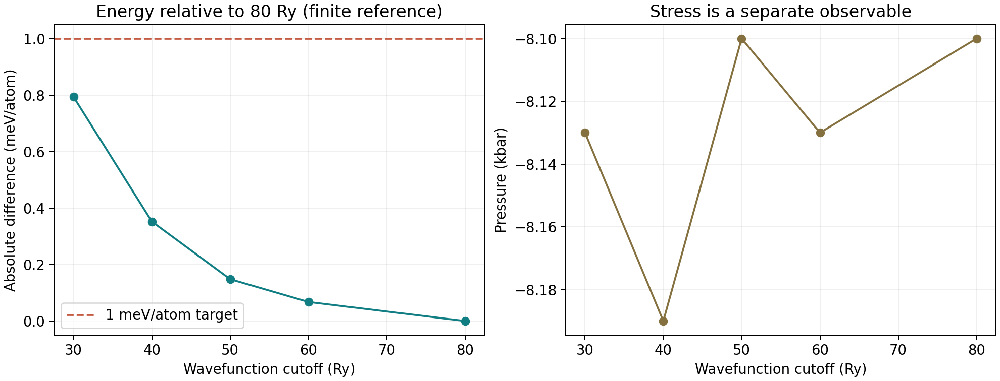 Energy relative to 80 Ry (finite reference)
Absolute difference (meV/atom)
1.0
0.8
0.6
0.4
0.2
0.0
1 meV/atom target
30 40 50 60 70 80
Wavefunction cutoff (Ry)
Stress is a separate observable
Pressure (kbar)
−8.10
−8.12
−8.14
−8.16
−8.18
30 40 50 60 70 80
Wavefunction cutoff (Ry)